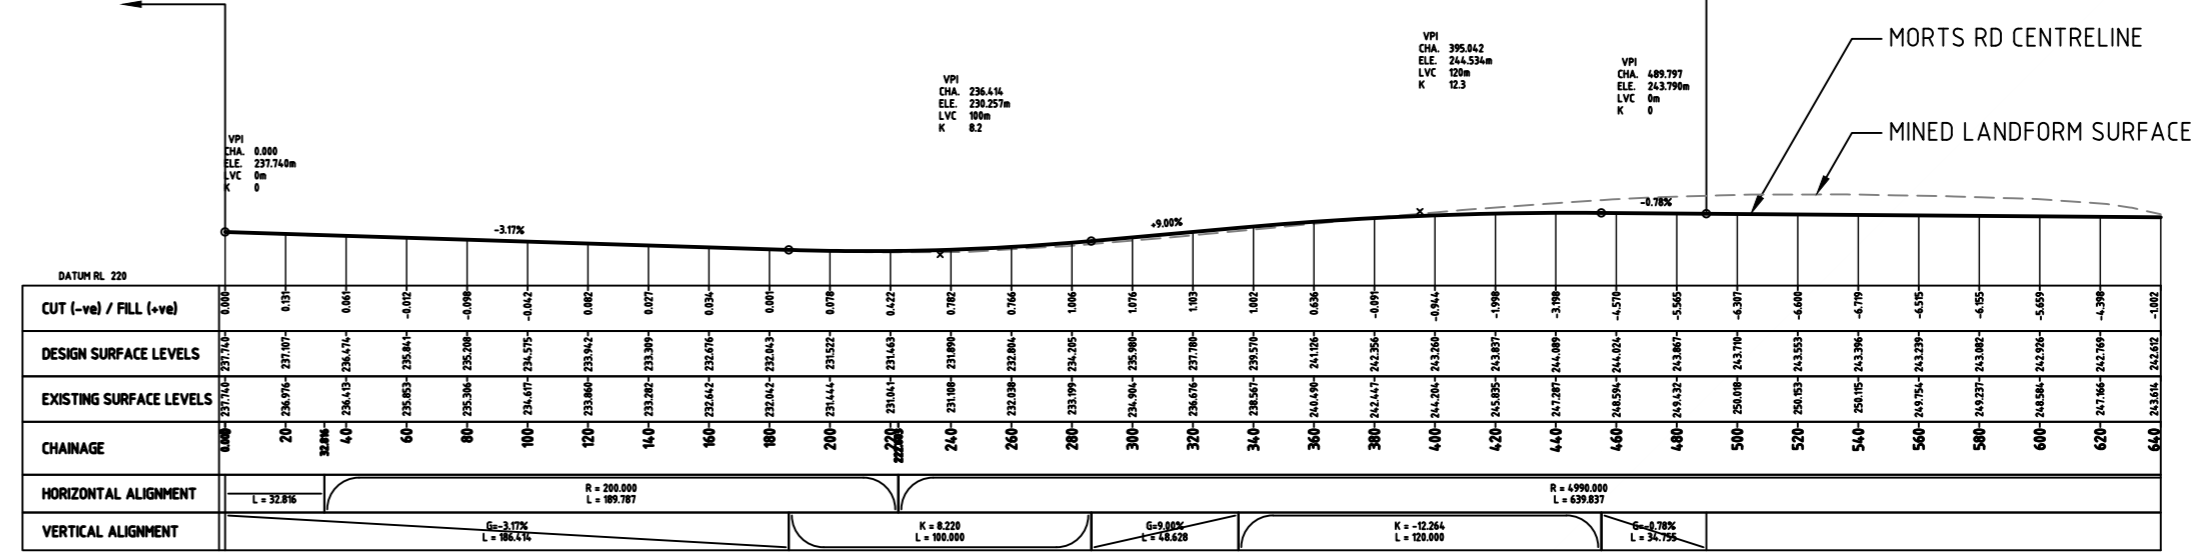 MORTS RD CENTRELINE
MINED LANDFORM SURFACE
VPI
CHA. 0.000
ELE. 237.740m
LVC 0m
K 0
VPI
CHA. 236.414
ELE. 230.257m
LVC 100m
K 8.2
VPI
CHA. 395.042
ELE. 244.534m
LVC 120m
K 12.3
VPI
CHA. 489.797
ELE. 243.790m
LVC 0m
K 0
-3.17%
+9.00%
-0.78%
DATUM RL 220
CUT (-ve) / FILL (+ve) 0.000 0.131 0.061 -0.012 -0.098 -0.042 0.082 0.027 0.034 0.001 0.078 0.422 0.782 0.766 1.006 1.076 1.103 1.002 0.636 -0.091 -0.944 -1.998 -3.198 -4.570 -5.565 -6.307 -6.600 -6.719 -6.515 -6.155 -5.659 -4.398 -1.002
DESIGN SURFACE LEVELS 237.740 237.107 236.474 235.841 235.208 234.575 233.942 233.309 232.676 232.043 231.522 231.463 231.890 232.804 234.205 235.980 237.780 239.570 241.126 242.356 243.260 243.837 244.089 244.024 243.867 243.710 243.553 243.396 243.239 243.082 242.926 242.769 242.612
EXISTING SURFACE LEVELS 237.740 236.976 236.413 235.853 235.306 234.617 233.860 233.282 232.642 232.042 231.444 231.041 231.108 232.038 233.199 234.904 236.676 238.567 240.490 242.447 244.204 245.835 247.287 248.594 249.432 250.018 250.153 250.115 249.754 249.237 248.584 247.166 243.614
CHAINAGE 0.000 20 32.816 40 60 80 100 120 140 160 180 200 220 240 260 280 300 320 340 360 380 400 420 440 460 480 500 520 540 560 580 600 620 640
HORIZONTAL ALIGNMENT
L = 32.816
R = 200.000
L = 189.787
R = 4990.000
L = 639.837
VERTICAL ALIGNMENT
G=-3.17%
L = 186.414
K = 8.220
L = 100.000
G=9.00%
L = 48.628
K = -12.264
L = 120.000
G=-0.78%
L = 34.755